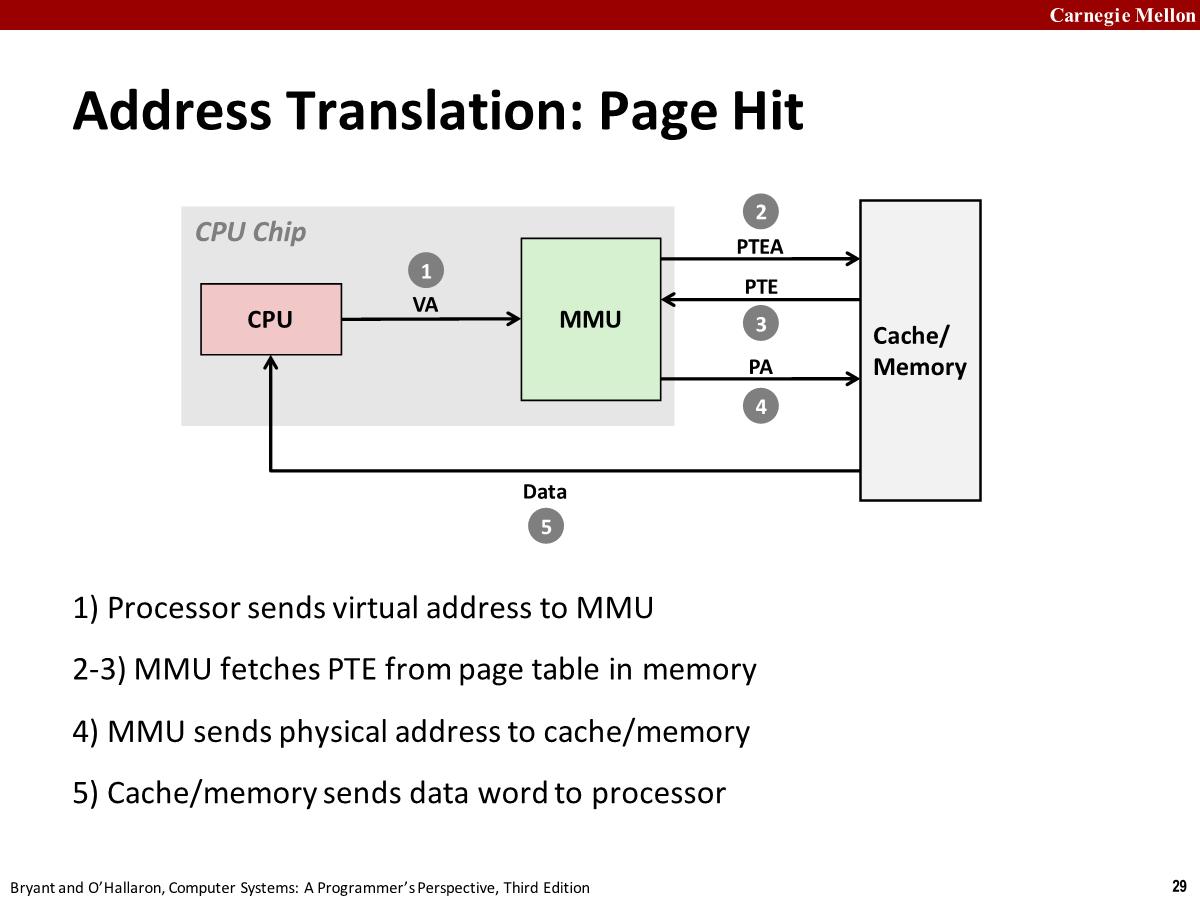 Carnegie Mellon
Address Translation: Page Hit
CPU Chip
2
PTEA
1
VA
CPU
MMU
PTE
3
Cache/
Memory
PA
4
Data
5
1) Processor sends virtual address to MMU
2-3) MMU fetches PTE from page table in memory
4) MMU sends physical address to cache/memory
5) Cache/memory sends data word to processor
Bryant and O’Hallaron, Computer Systems: A Programmer’s Perspective, Third Edition
29